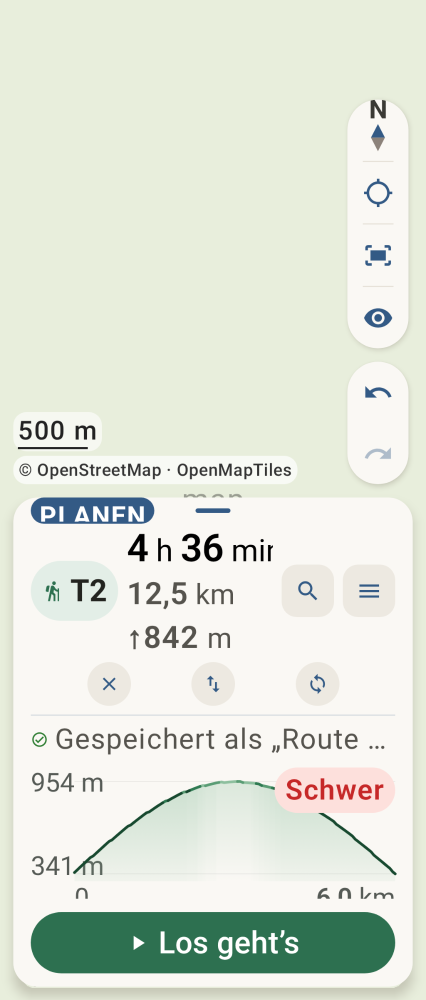 N
500 m
© OpenStreetMap · OpenMapTiles
PLANEN
4 h 36 min
T2
12,5 km
↑842 m
Gespeichert als „Route ...
954 m
Schwer
341 m
0
6,0 km
Los geht’s